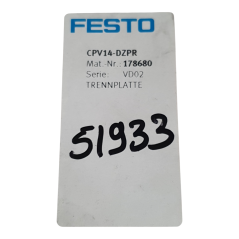 FESTO
CPV14-DZPR
Mat.-Nr.: 178680
Serie: VD02
TRENNPLATTE
51933